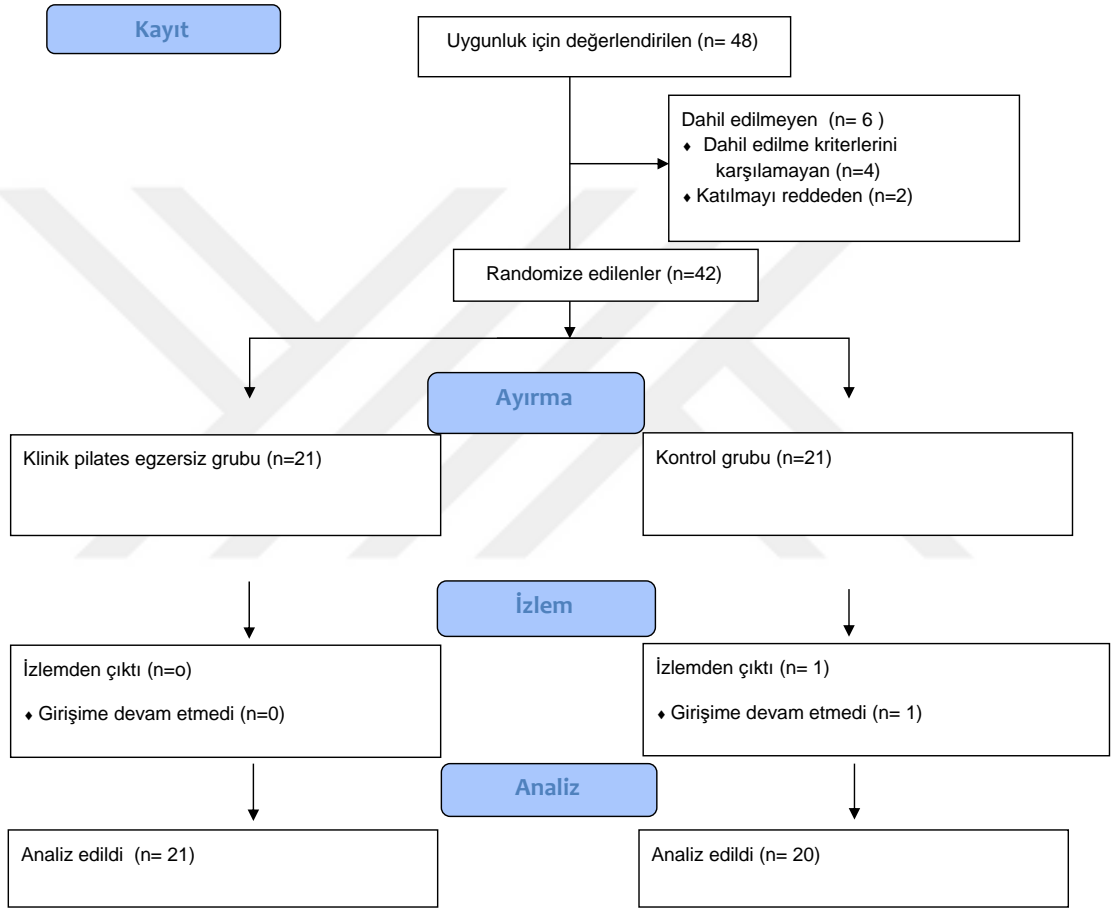 Kayıt
Uygunluk için değerlendirilen (n= 48)
Dahil edilmeyen (n= 6 )
♦ Dahil edilme kriterlerini
karşılamayan (n=4)
♦ Katılmayı reddeden (n=2)
Randomize edilenler (n=42)
Ayırma
Klinik pilates egzersiz grubu (n=21)
Kontrol grubu (n=21)
İzlem
İzlemden çıktı (n=o)
♦ Girişime devam etmedi (n=0)
İzlemden çıktı (n= 1)
♦ Girişime devam etmedi (n= 1)
Analiz
Analiz edildi (n= 21)
Analiz edildi (n= 20)